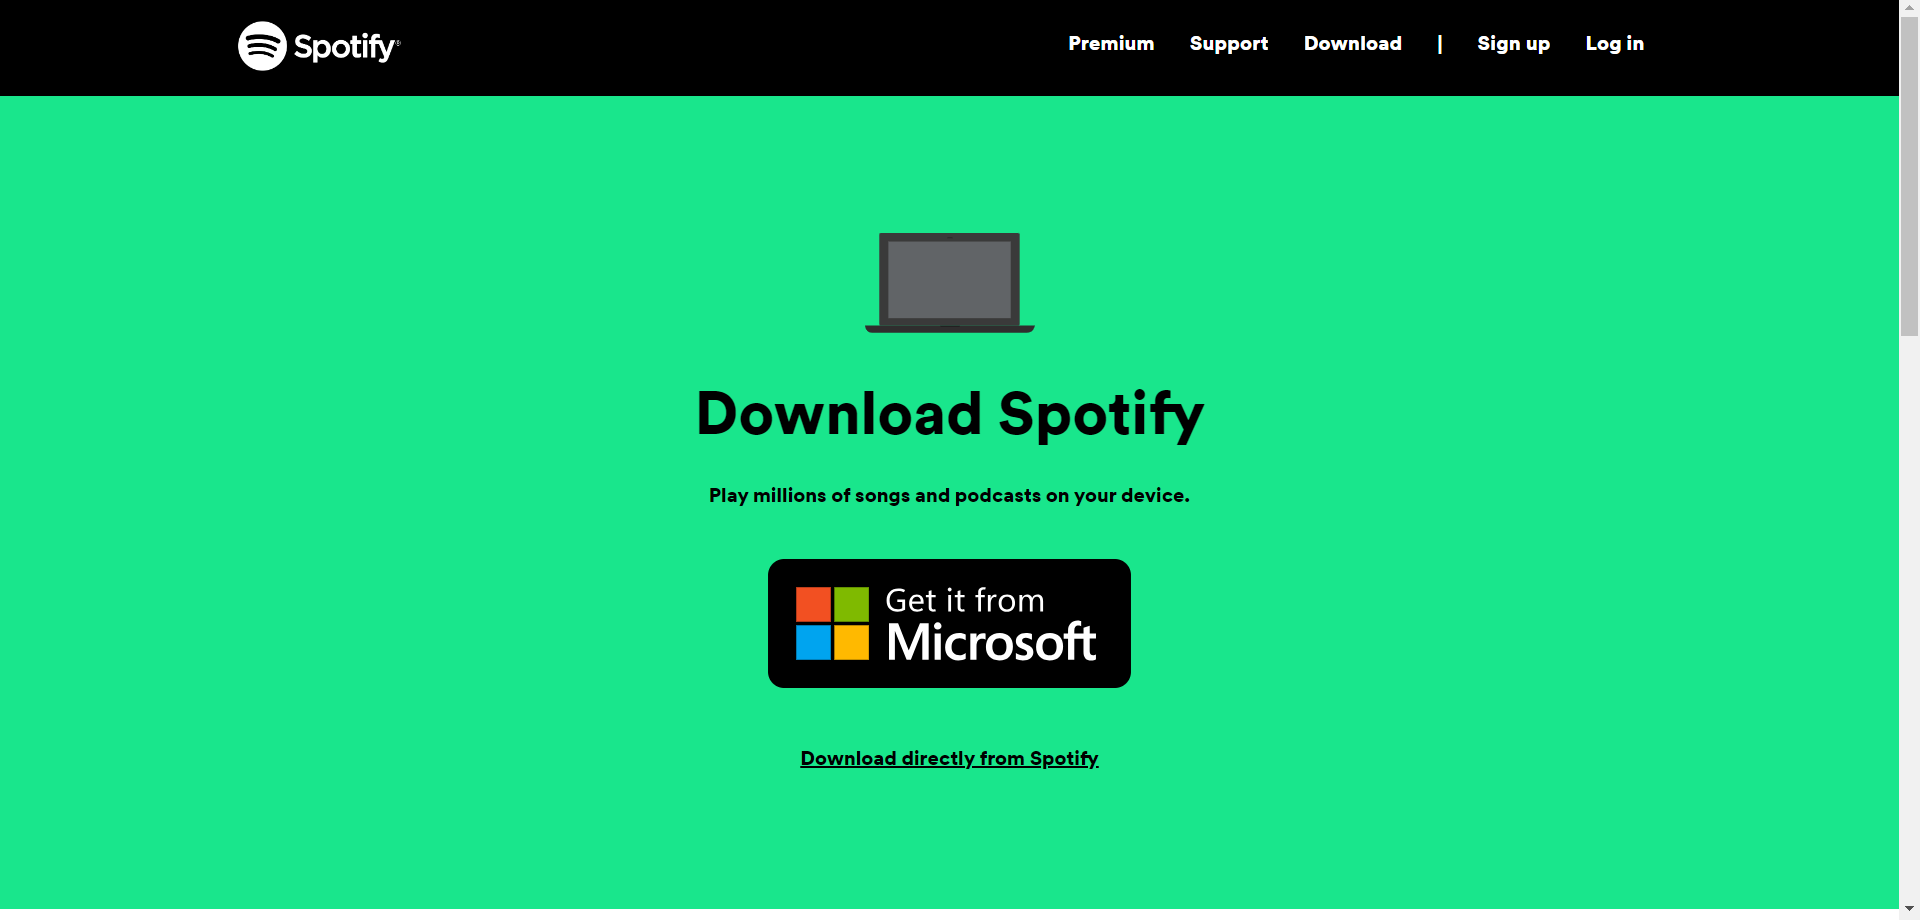 Spotify®
Premium Support Download | Sign up Log in
Download Spotify
Play millions of songs and podcasts on your device.
Get it from
Microsoft
Download directly from Spotify